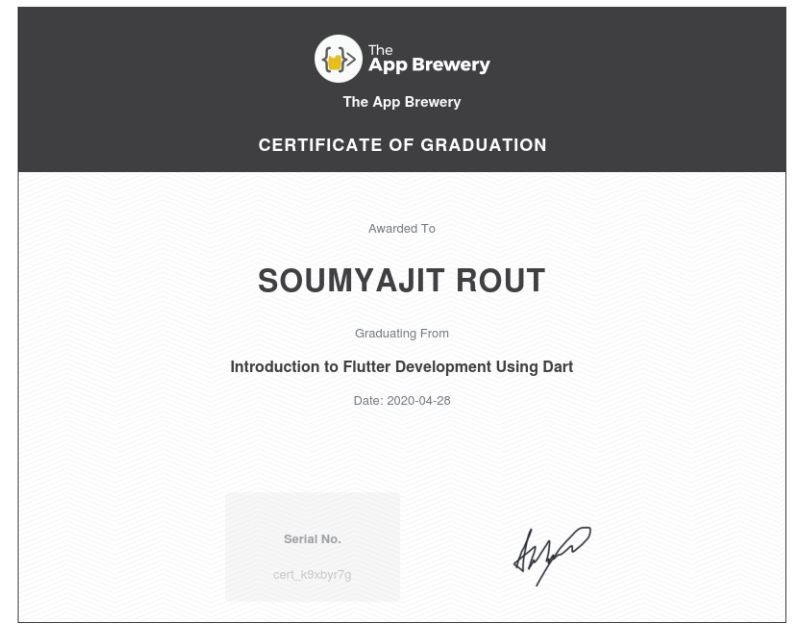 The
App Brewery
The App Brewery
CERTIFICATE OF GRADUATION
Awarded To
SOUMYAJIT ROUT
Graduating From
Introduction to Flutter Development Using Dart
Date: 2020-04-28
Serial No.
cert_k9xbyr7g